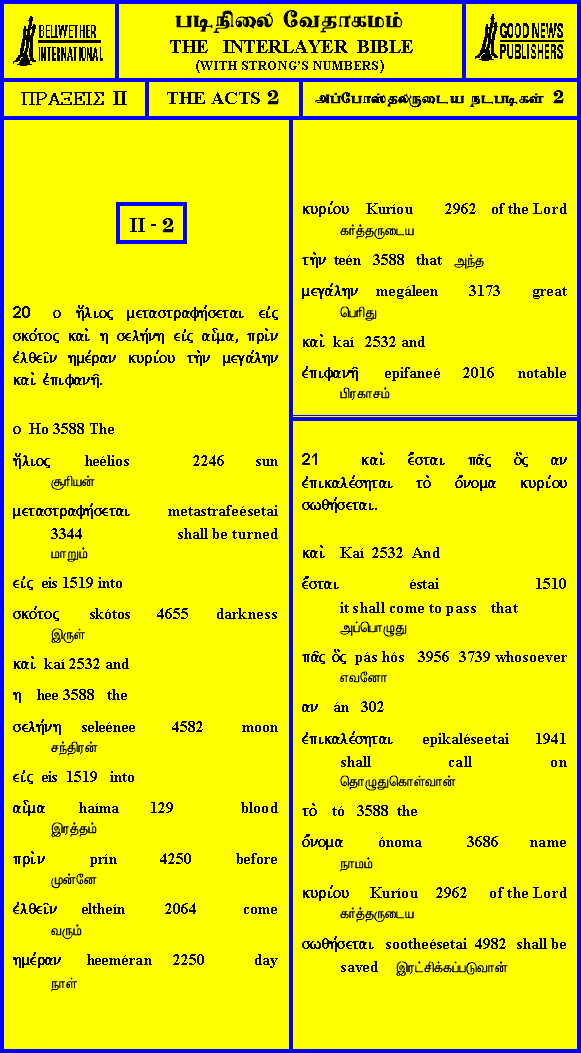 BELLWETHER
INTERNATIONAL
படிநிலை வேதாகமம்
THE INTERLAYER BIBLE
(WITH STRONG'S NUMBERS)
GOOD NEWS
PUBLISHERS
ΠΡΑΞΕΙΣ II
THE ACTS 2
அப்போஸ்தலருடைய நடபடிகள் 2
II - 2
20 ο ἥλιος μεταστραφήσεται εἰς
σκότος καὶ η σελήνη εἰς αἷμα, πρὶν
ἐλθεῖν ημέραν κυρίου τὴν μεγάλην
καὶ ἐπιφανῆ.
ο Ho 3588 The
ἥλιος heélios 2246 sun
சூரியன்
μεταστραφήσεται metastrafeésetai
3344 shall be turned
மாறும்
εἰς eis 1519 into
σκότος skótos 4655 darkness
இருள்
καὶ kaí 2532 and
η hee 3588 the
σελήνη seleénee 4582 moon
சந்திரன்
εἰς eis 1519 into
αἷμα haíma 129 blood
இரத்தம்
πρὶν prín 4250 before
முன்னே
ἐλθεῖν eltheín 2064 come
வரும்
ημέραν heeméran 2250 day
நாள்
κυρίου Kuríou 2962 of the Lord
கர்த்தருடைய
τὴν teén 3588 that அந்த
μεγάλην megáleen 3173 great
பெரிது
καὶ kaí 2532 and
ἐπιφανῆ epifaneé 2016 notable
பிரகாசம்
21 καὶ ἔσται πᾶς ὃς αν
ἐπικαλέσηται τὸ ὄνομα κυρίου
σωθήσεται..
καὶ Kaí 2532 And
ἔσται éstai 1510
it shall come to pass that
அப்பொழுது
πᾶς ὃς pás hós 3956 3739 whosoever
எவனோ
αν án 302
ἐπικαλέσηται epikaléseetai 1941
shall call on
தொழுதுகொள்வான்
τὸ tó 3588 the
ὄνομα ónoma 3686 name
நாமம்
κυρίου Kuríou 2962 of the Lord
கர்த்தருடைய
σωθήσεται sootheésetai 4982 shall be
saved இரட்சிக்கப்படுவான்